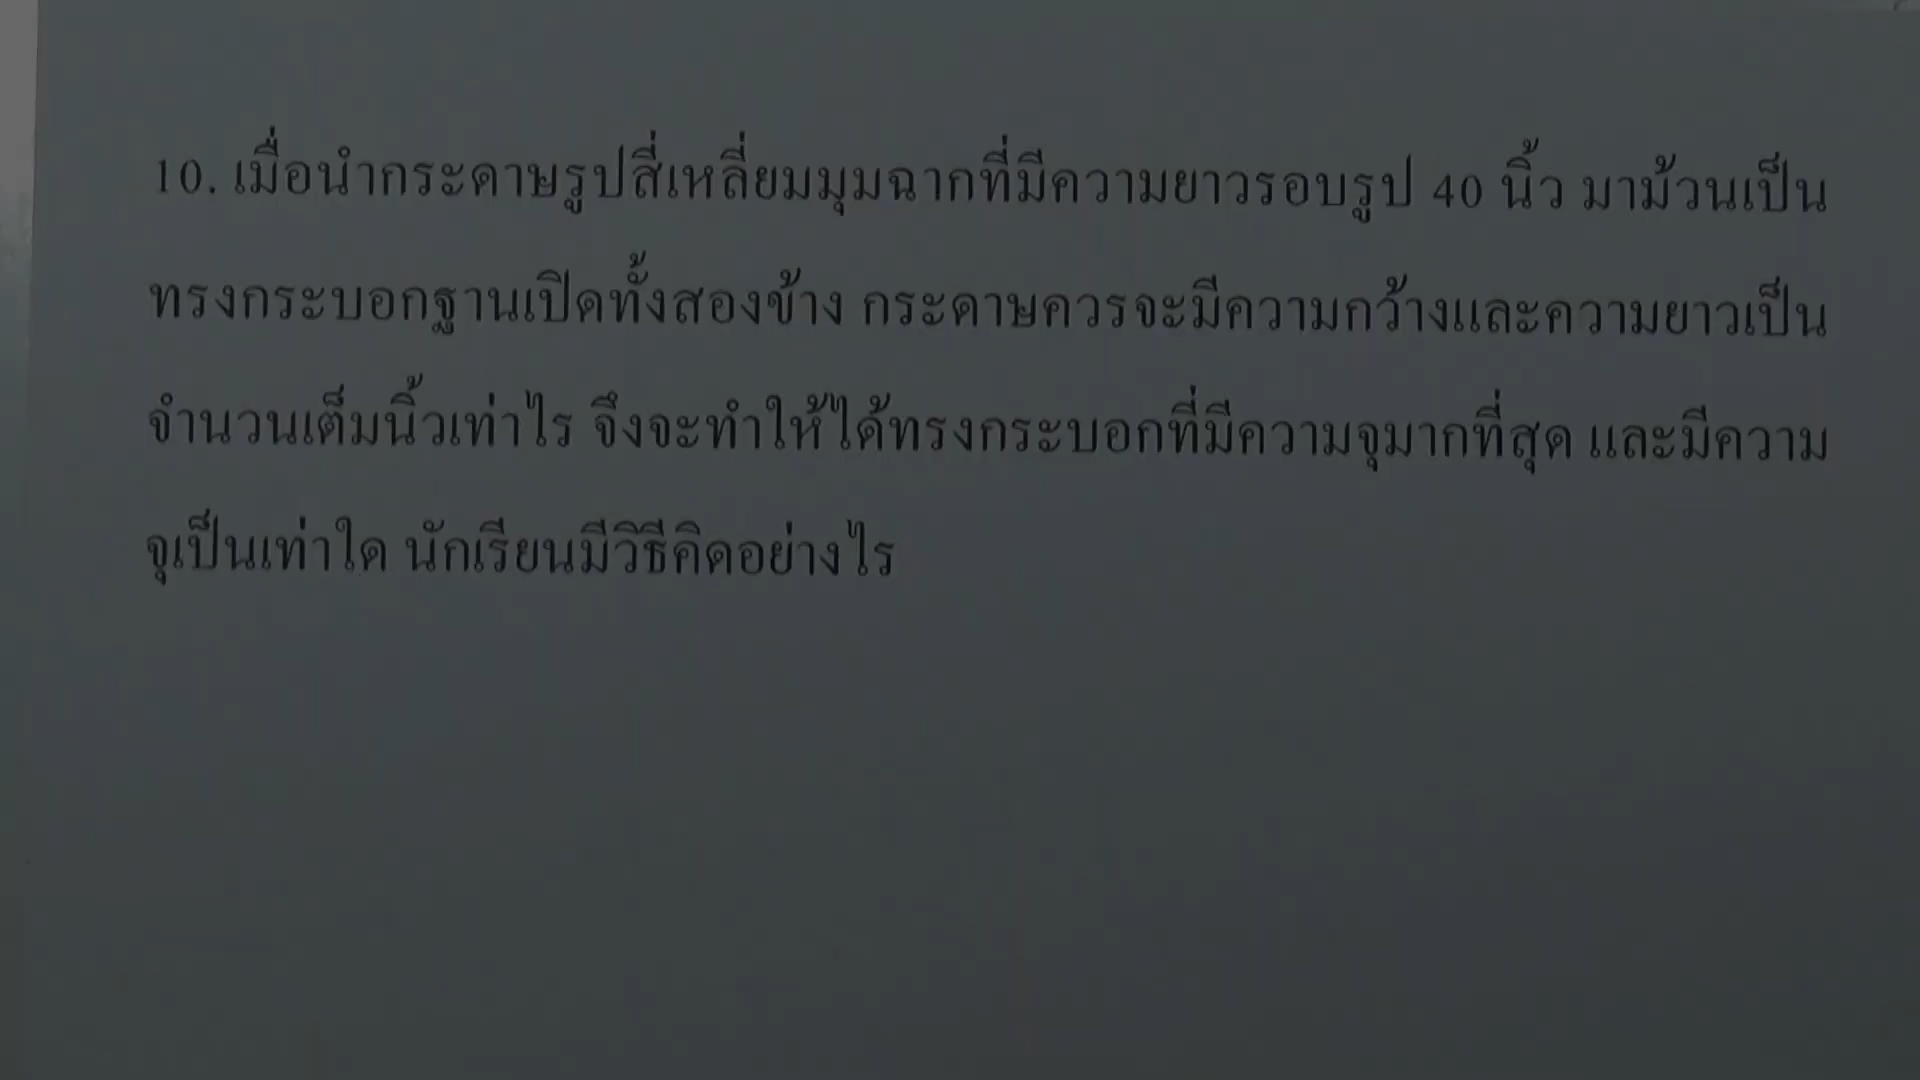 10. เมื่อนำกระดาษรูปสี่เหลี่ยมมุมฉากที่มีความยาวรอบรูป 40 นิ้ว มาม้วนเป็น
ทรงกระบอกฐานเปิดทั้งสองข้าง กระดาษควรจะมีความกว้างและความยาวเป็น
จำนวนเต็มนิ้วเท่าไร จึงจะทำให้ได้ทรงกระบอกที่มีความจุมากที่สุด และมีความ
จุเป็นเท่าใด นักเรียนมีวิธีคิดอย่างไร